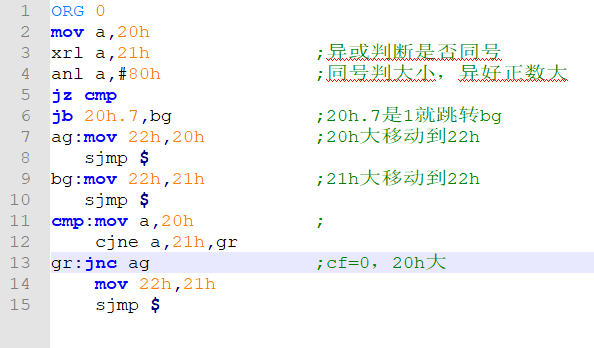 1 ORG 0
2 mov a,20h
3 xrl a,21h ;异或判断是否同号
4 anl a,#80h ;同号判大小，异好正数大
5 jz cmp
6 jb 20h.7,bg ;20h.7是1就跳转bg
7 ag:mov 22h,20h ;20h大移动到22h
8 sjmp $
9 bg:mov 22h,21h ;21h大移动到22h
10 sjmp $
11 cmp:mov a,20h ;
12 cjne a,21h,gr
13 gr:jnc ag ;cf=0，20h大
14 mov 22h,21h
15 sjmp $